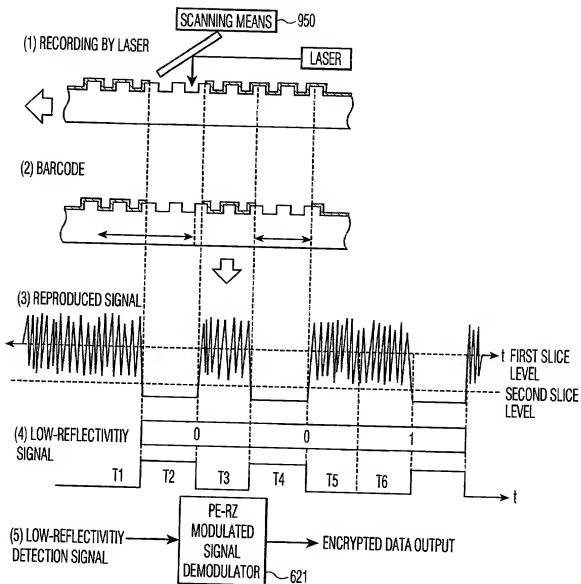 SCANNING MEANS 950
(1) RECORDING BY LASER
LASER
(2) BARCODE
(3) REPRODUCED SIGNAL
t FIRST SLICE
LEVEL
SECOND SLICE
LEVEL
(4) LOW-REFLECTIVITIY
SIGNAL
0 0 1
T1 T2 T3 T4 T5 T6
t
(5) LOW-REFLECTIVITIY
DETECTION SIGNAL
PE-RZ
MODULATED
SIGNAL
DEMODULATOR
621
ENCRYPTED DATA OUTPUT